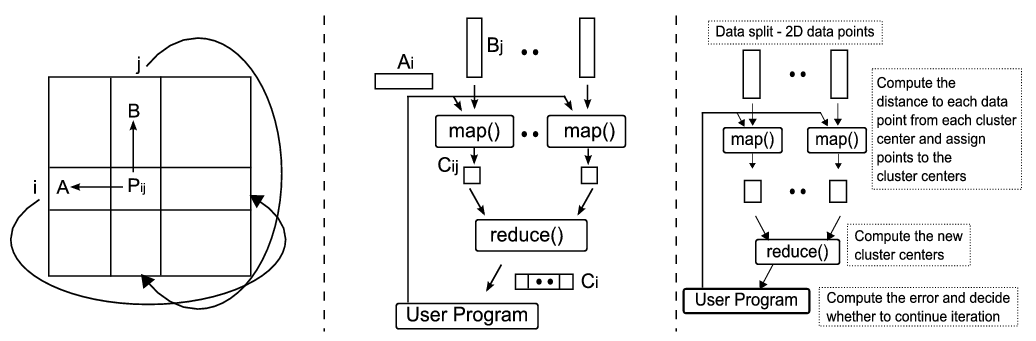 j
B
i
A
Pij
Ai
Bj
map()
map()
Cij
reduce()
Ci
User Program
Data split - 2D data points
Compute the
distance to each data
point from each cluster
center and assign
points to the
cluster centers
map()
map()
reduce()
Compute the new
cluster centers
User Program
Compute the error and decide
whether to continue iteration